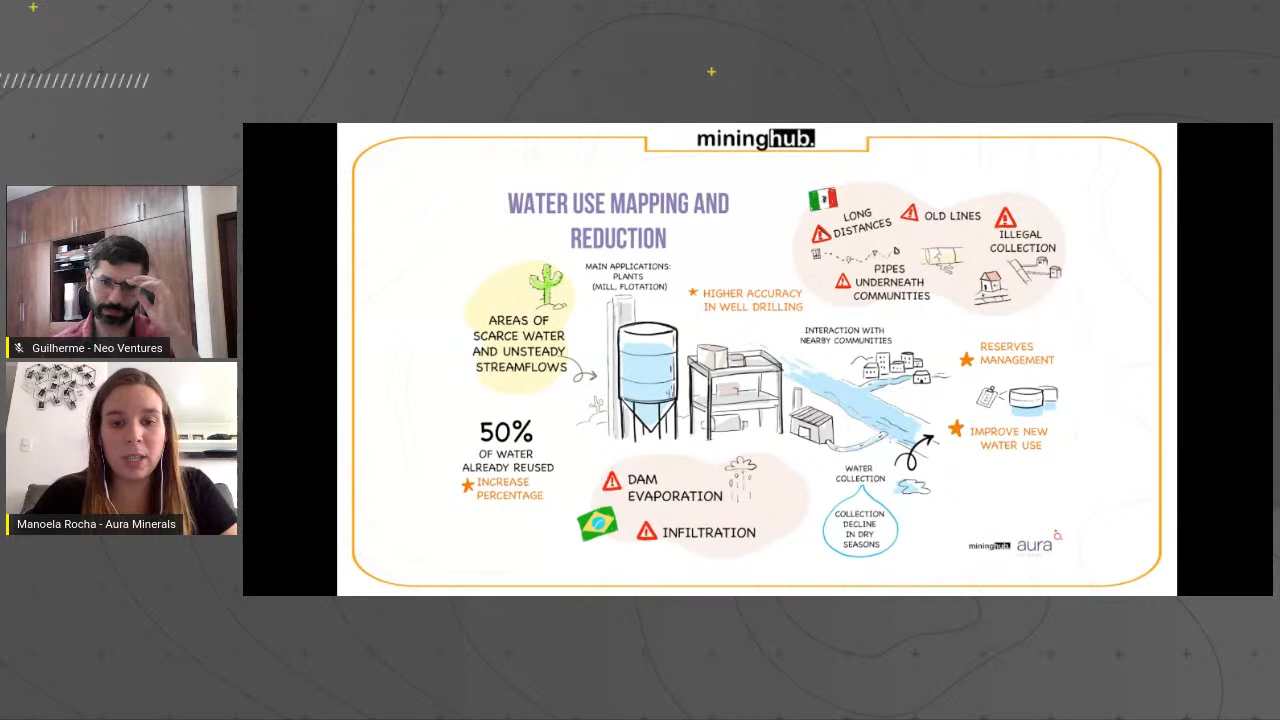 mininghub.
WATER USE MAPPING AND
REDUCTION
MAIN APPLICATIONS:
PLANTS
(MILL, FLOTATION)
AREAS OF
SCARCE WATER
AND UNSTEADY
STREAMFLOWS
50%
OF WATER
ALREADY REUSED
INCREASE
PERCENTAGE
HIGHER ACCURACY
IN WELL DRILLING
LONG
DISTANCES
OLD LINES
ILLEGAL
COLLECTION
PIPES
UNDERNEATH
COMMUNITIES
INTERACTION WITH
NEARBY COMMUNITIES
RESERVES
MANAGEMENT
IMPROVE NEW
WATER USE
DAM
EVAPORATION
INFILTRATION
WATER
COLLECTION
COLLECTION
DECLINE
IN DRY
SEASONS
mininghub. aura
Guilherme - Neo Ventures
Manoela Rocha - Aura Minerals